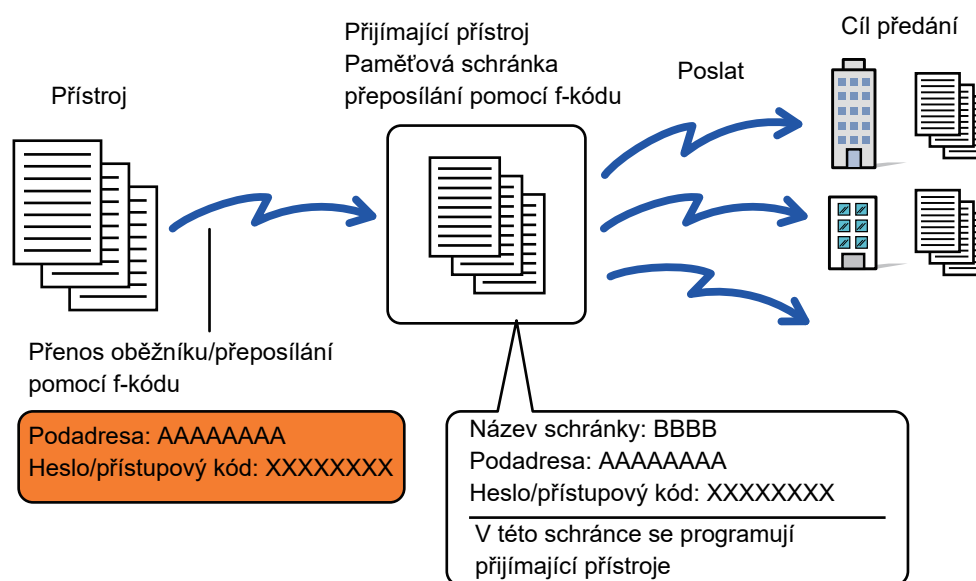 Přístroj
Přijímající přístroj
Paměťová schránka
přeposílání pomocí f-kódu
Poslat
Cíl předání
Přenos oběžníku/přeposílání
pomocí f-kódu
Podadresa: AAAAAAAA
Heslo/přístupový kód: XXXXXXXX
Název schránky: BBBB
Podadresa: AAAAAAAA
Heslo/přístupový kód: XXXXXXXX
V této schránce se programují
přijímající přístroje